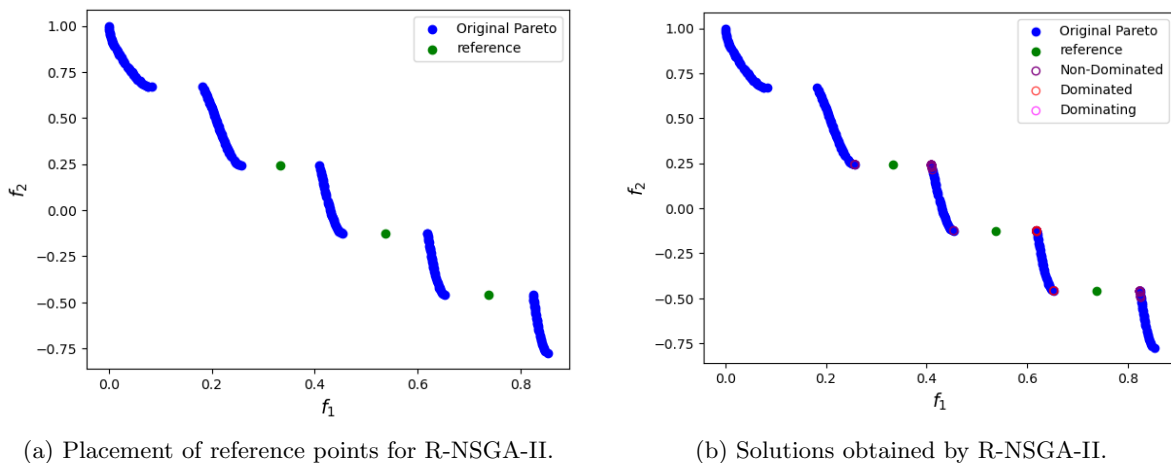 1.00
0.75
0.50
0.25
0.00
−0.25
−0.50
−0.75
f₂
0.0 0.2 0.4 0.6 0.8
f₁
Original Pareto
reference
(a) Placement of reference points for R-NSGA-II.
1.00
0.75
0.50
0.25
0.00
−0.25
−0.50
−0.75
f₂
0.0 0.2 0.4 0.6 0.8
f₁
Original Pareto
reference
Non-Dominated
Dominated
Dominating
(b) Solutions obtained by R-NSGA-II.